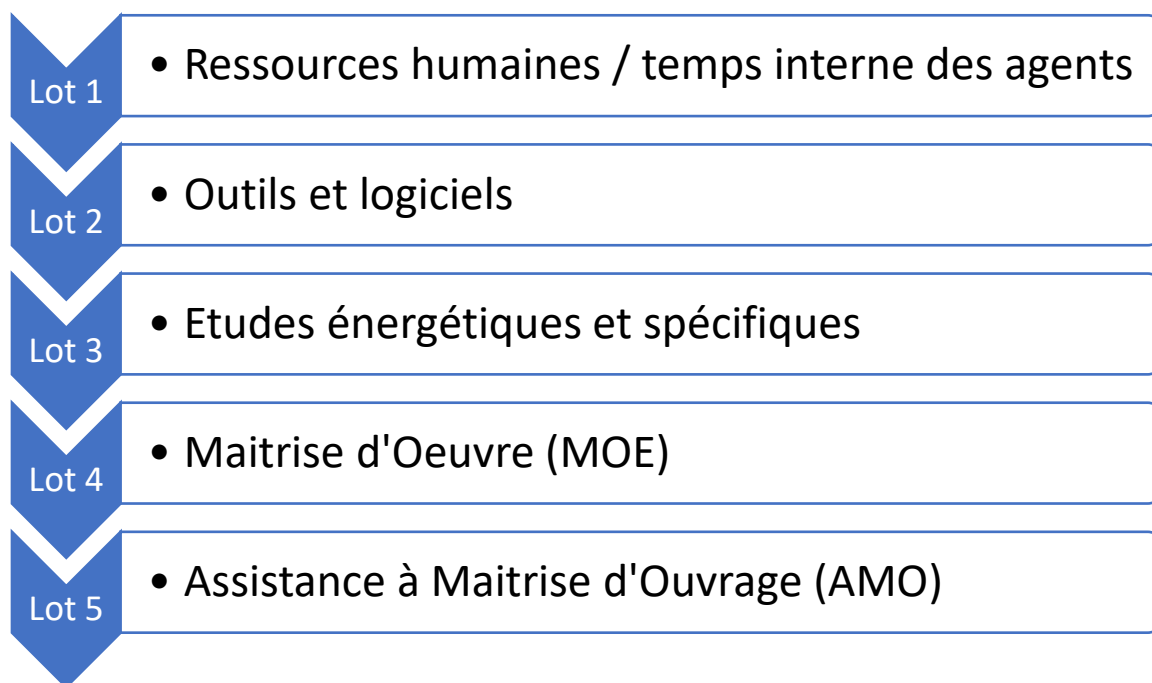 Lot 1
• Ressources humaines / temps interne des agents
Lot 2
• Outils et logiciels
Lot 3
• Etudes énergétiques et spécifiques
Lot 4
• Maitrise d'Oeuvre (MOE)
Lot 5
• Assistance à Maitrise d'Ouvrage (AMO)